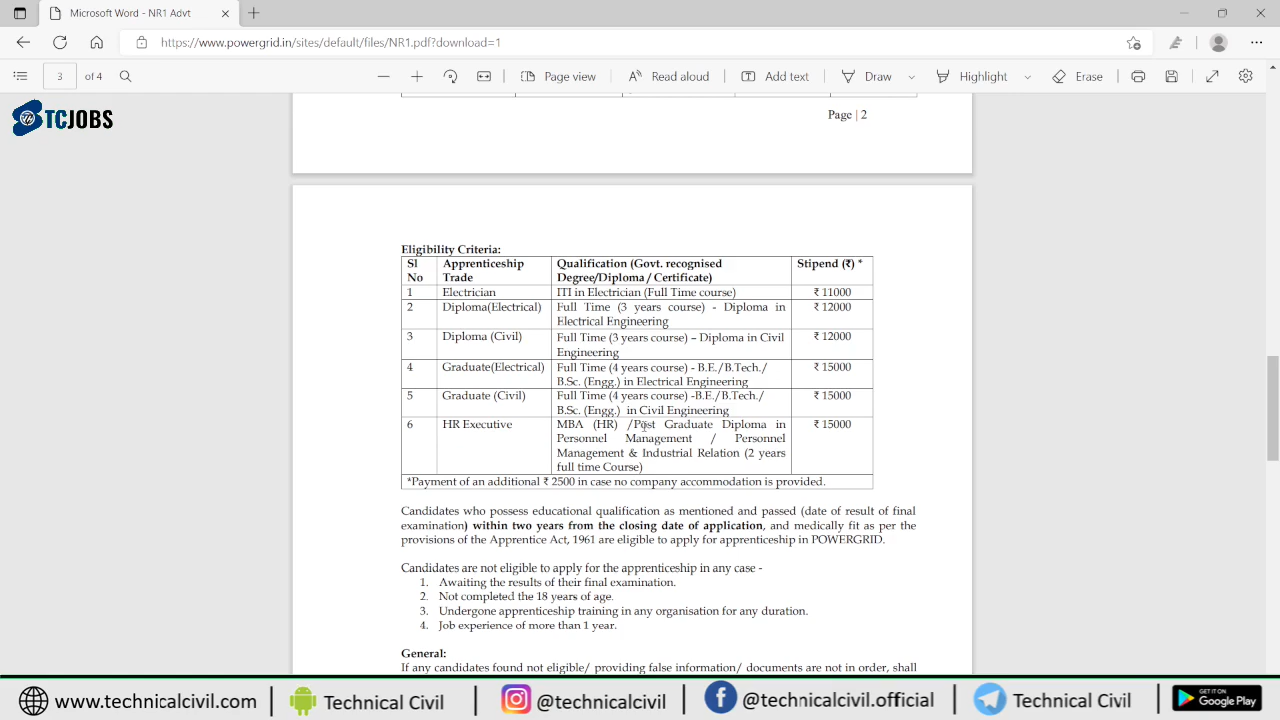 Microsoft Word - NR1 Advt
https://www.powergrid.in/sites/default/files/NR1.pdf?download=1
3 of 4
Page view
Read aloud
Add text
Draw
Highlight
Erase
TCJOBS
Page | 2
Eligibility Criteria:
Sl No Apprenticeship Trade Qualification (Govt. recognised Degree/Diploma / Certificate) Stipend (₹) *
1 Electrician ITI in Electrician (Full Time course) ₹ 11000
2 Diploma(Electrical) Full Time (3 years course) - Diploma in ₹ 12000
Electrical Engineering
3 Diploma (Civil) Full Time (3 years course) – Diploma in Civil ₹ 12000
Engineering
4 Graduate(Electrical) Full Time (4 years course) - B.E./B.Tech./ ₹ 15000
B.Sc. (Engg.) in Electrical Engineering
5 Graduate (Civil) Full Time (4 years course) -B.E./B.Tech./ ₹ 15000
B.Sc. (Engg.) in Civil Engineering
6 HR Executive MBA (HR) /Post Graduate Diploma in ₹ 15000
Personnel Management / Personnel
Management & Industrial Relation (2 years
full time Course)
*Payment of an additional ₹ 2500 in case no company accommodation is provided.
Candidates who possess educational qualification as mentioned and passed (date of result of final
examination) within two years from the closing date of application, and medically fit as per the
provisions of the Apprentice Act, 1961 are eligible to apply for apprenticeship in POWERGRID.
Candidates are not eligible to apply for the apprenticeship in any case -
1. Awaiting the results of their final examination.
2. Not completed the 18 years of age.
3. Undergone apprenticeship training in any organisation for any duration.
4. Job experience of more than 1 year.
General:
If any candidates found not eligible/ providing false information/ documents are not in order, shall
www.technicalcivil.com
Technical Civil
@technicalcivil
@technicalcivil.official
Technical Civil
GET IT ON
Google Play